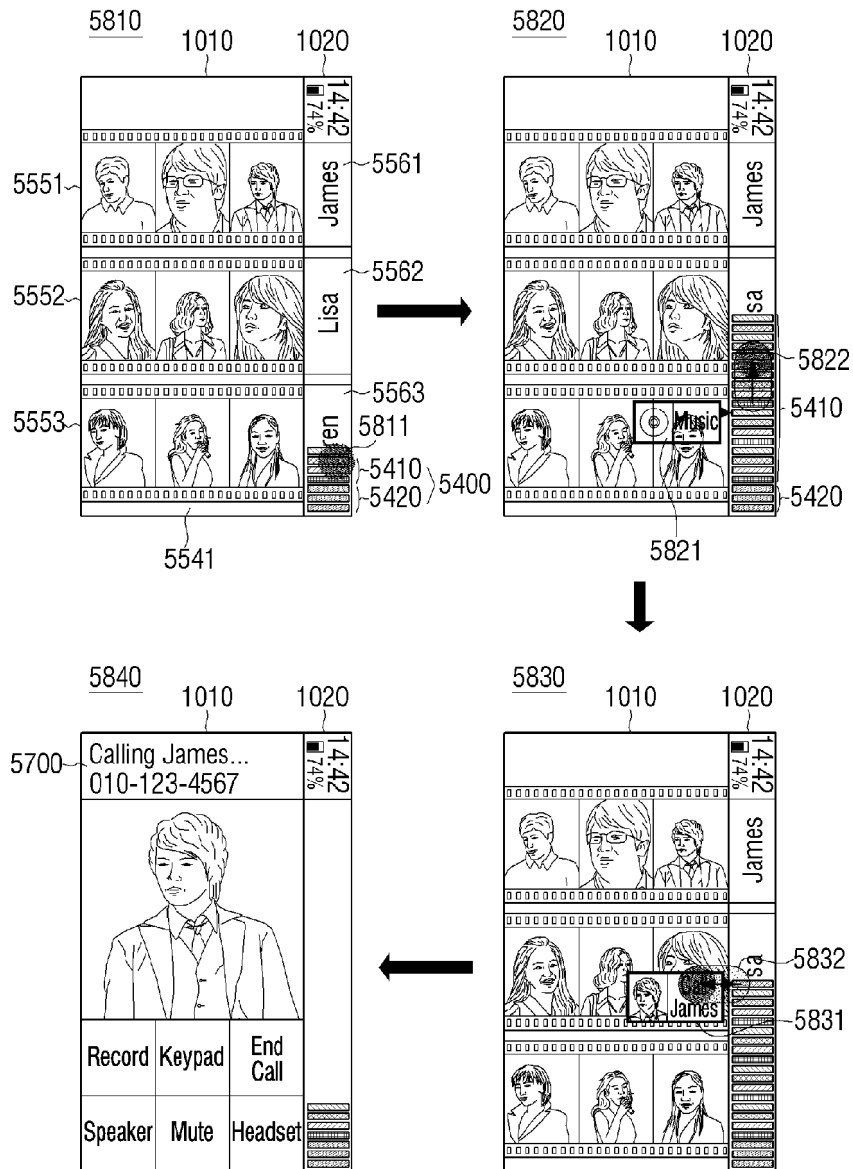 5810
1010
1020
14:42
74%
5551
James
5561
5552
Lisa
5562
5553
ren
5563
5811
5410
5420
5400
5541
5820
1010
1020
14:42
74%
James
sa
5822
Music
5410
5420
5821
5840
1010
1020
5700
Calling James...
010-123-4567
14:42
74%
Record
Keypad
End
Call
Speaker
Mute
Headset
5830
1010
1020
14:42
74%
James
sa
5832
Call
James
5831